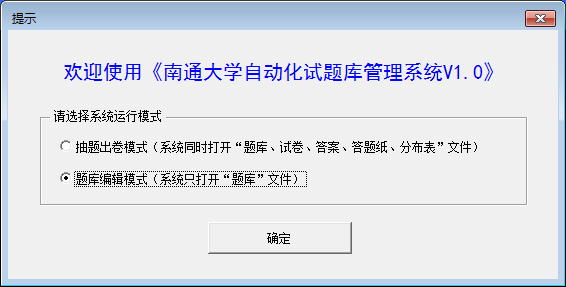 提示
欢迎使用《南通大学自动化试题库管理系统V1.0》
请选择系统运行模式
抽题出卷模式（系统同时打开“题库、试卷、答案、答题纸、分布表”文件）
题库编辑模式（系统只打开“题库”文件）
确定